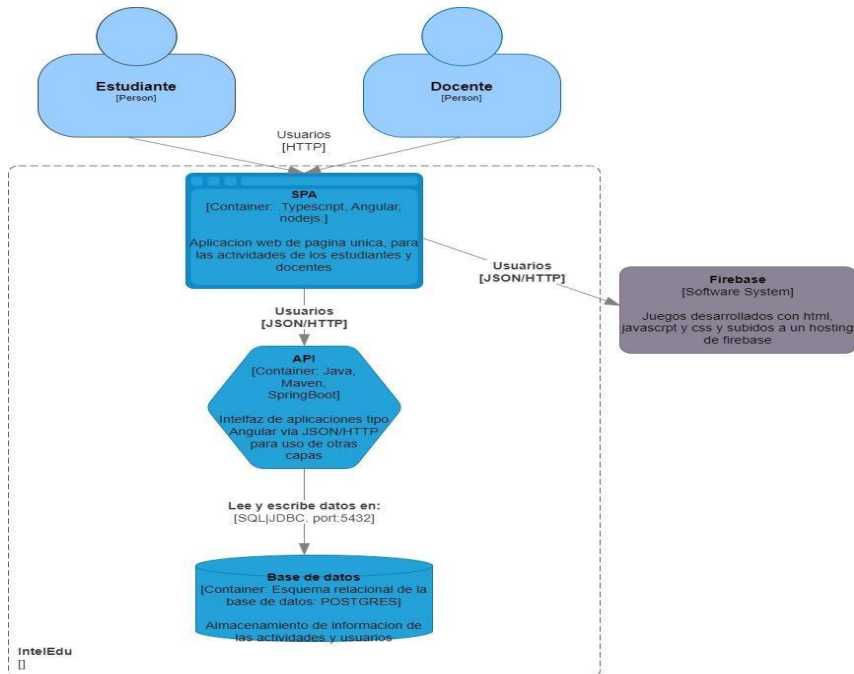 Estudiante
[Person]
Docente
[Person]
Usuarios
[HTTP]
SPA
[Container: .Typescript, Angular,
nodejs.]
Aplicacion web de pagina unica, para
las actividades de los estudiantes y
docentes
Usuarios
[JSON/HTTP]
Firebase
[Software System]
Juegos desarrollados con html,
javascrpt y css y subidos a un hosting
de firebase
Usuarios
[JSON/HTTP]
API
[Container: Java,
Maven,
SpringBoot]
Intelfaz de aplicaciones tipo
Angular via JSON/HTTP
para uso de otras
capas
Lee y escribe datos en:
[SQL|JDBC, port:5432]
Base de datos
[Container: Esquema relacional de la
base de datos: POSTGRES]
Almacenamiento de informacion de
las actividades y usuarios
IntelEdu
[]